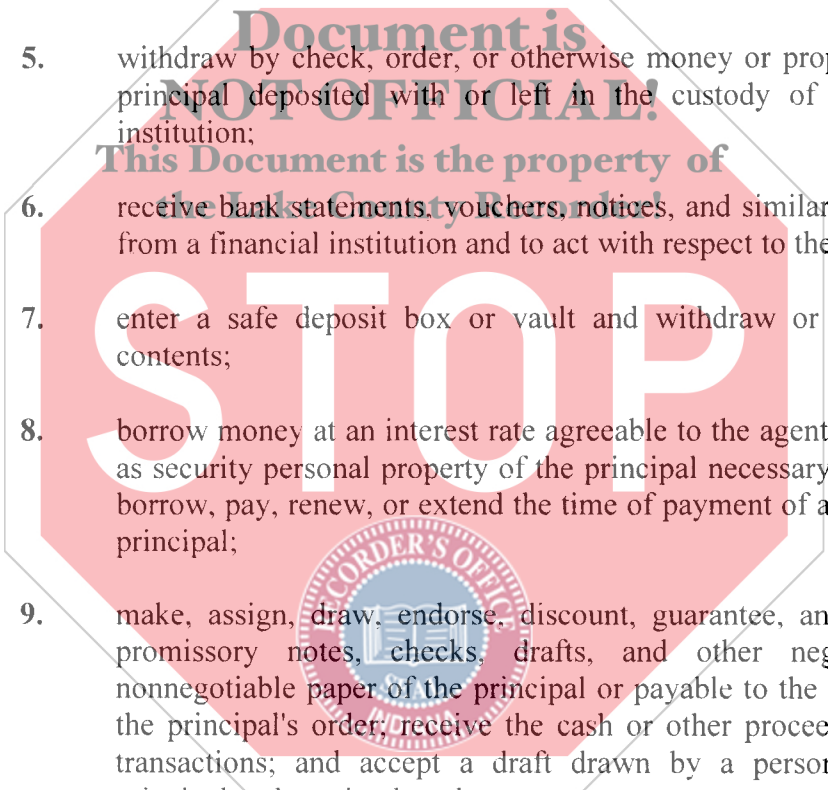 Document is
5. withdraw by check, order, or otherwise money or
NOT OFFICIAL!
principal deposited with or left in the custody of
institution;
This Document is the property of
the Lake County Recorder!
6. receive bank statements, vouchers, notices, and similar
from a financial institution and to act with respect to
STOP
7. enter a safe deposit box or vault and withdraw or
contents;
8. borrow money at an interest rate agreeable to the agent
as security personal property of the principal necessary
borrow, pay, renew, or extend the time of payment of
principal;
RECORDER'S OFFICE
9. make, assign, draw, endorse, discount, guarantee,
promissory notes, checks, drafts, and other
SEAL
nonnegotiable paper of the principal or payable to the
INDIANA
the principal's order; receive the cash or other
transactions; and accept a draft drawn by a